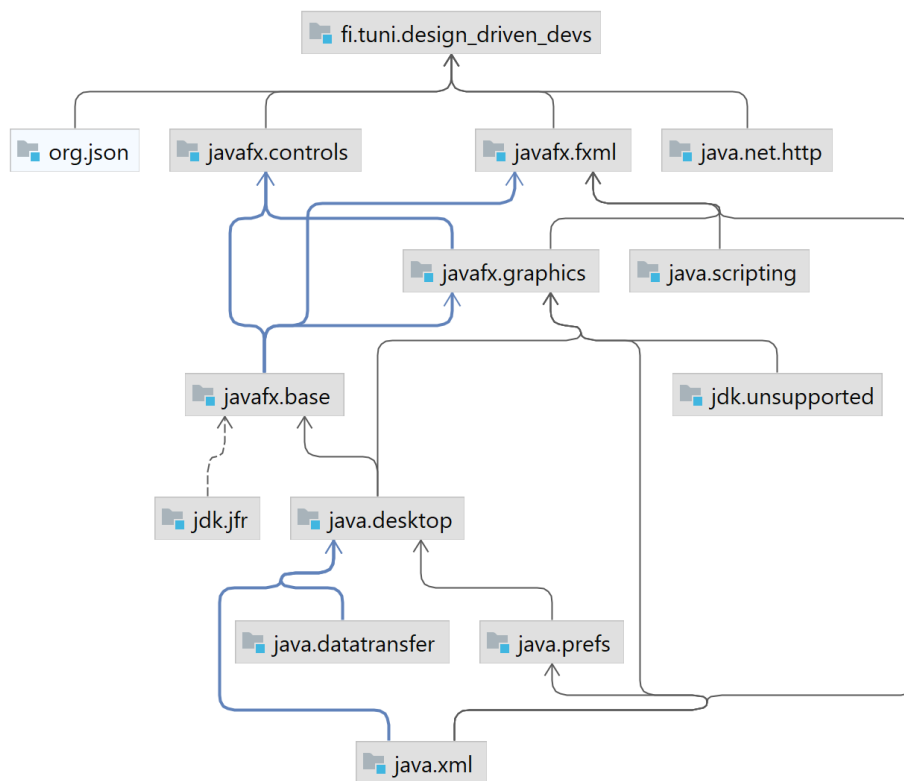 fi.tuni.design_driven_devs
org.json
javafx.controls
javafx.fxml
java.net.http
javafx.graphics
java.scripting
javafx.base
jdk.unsupported
jdk.jfr
java.desktop
java.datatransfer
java.prefs
java.xml